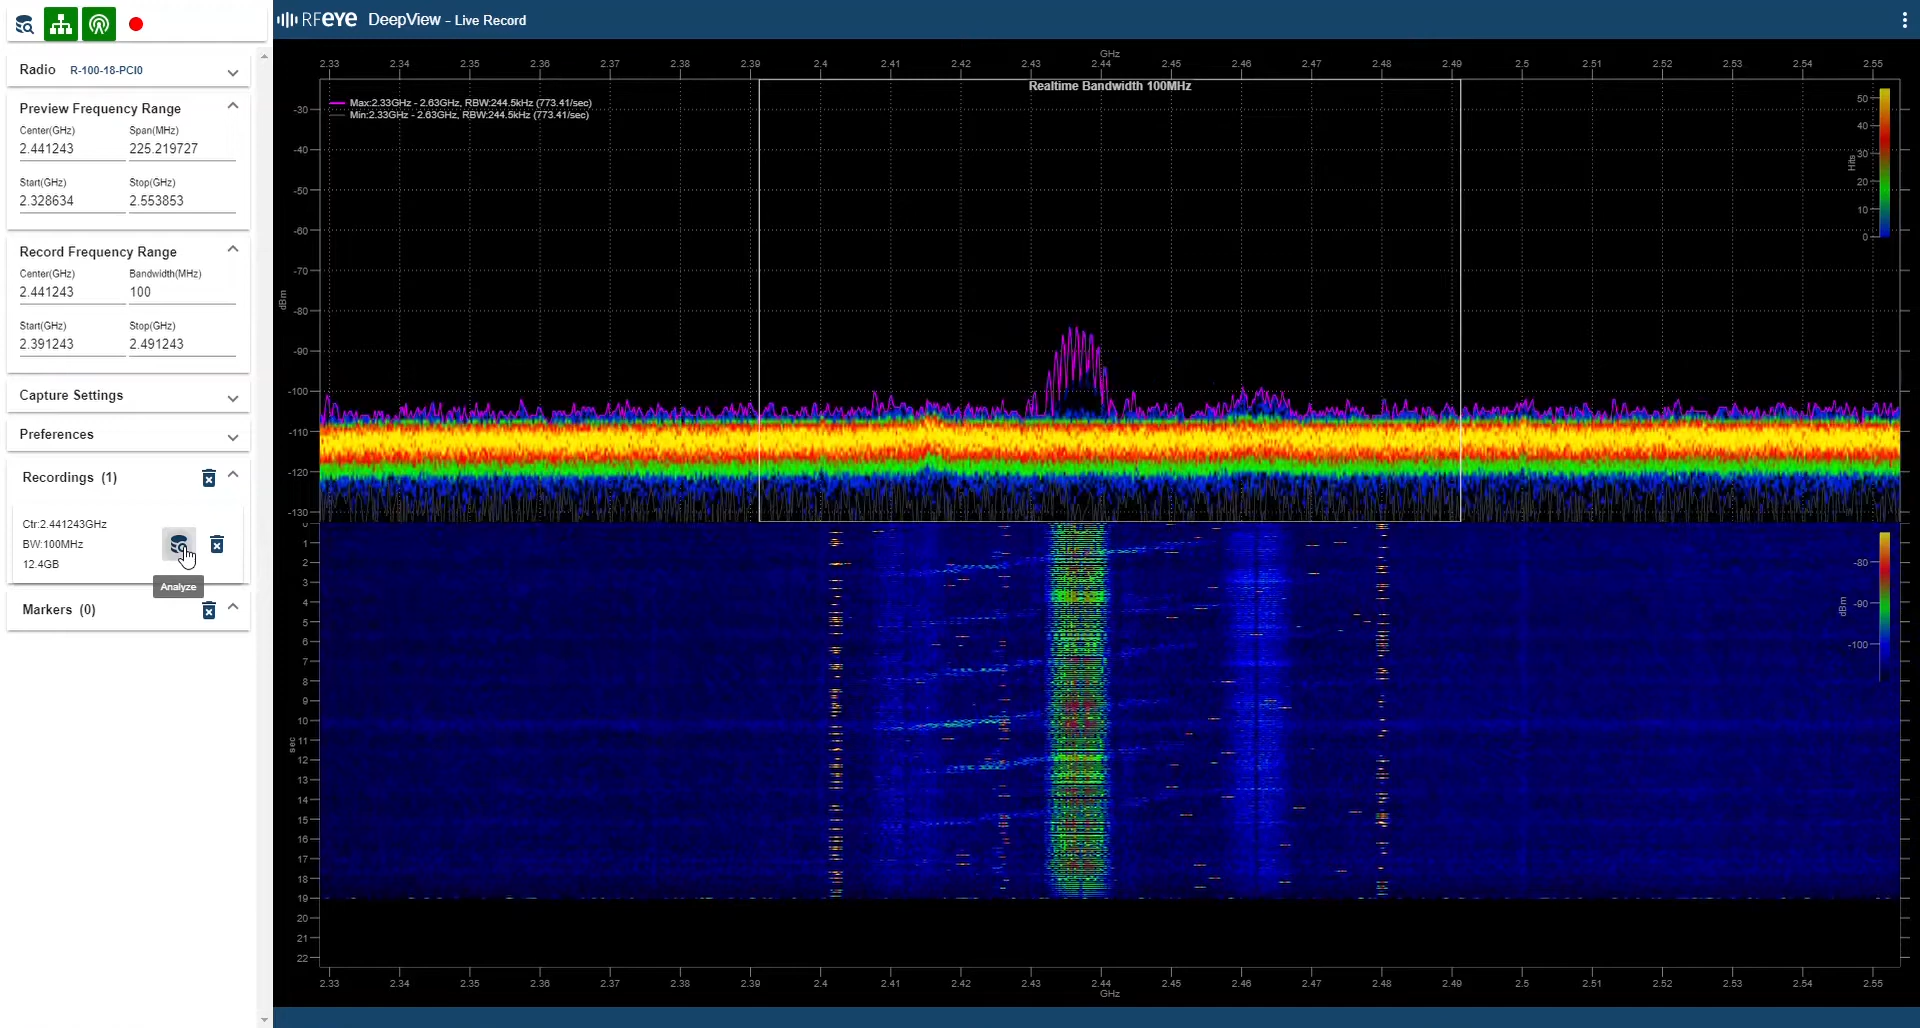 RFeye DeepView - Live Record
Radio R-100-18-PCI0
Preview Frequency Range
Center(GHz) Span(MHz)
2.441243 225.219727
Start(GHz) Stop(GHz)
2.328634 2.553853
Record Frequency Range
Center(GHz) Bandwidth(MHz)
2.441243 100
Start(GHz) Stop(GHz)
2.391243 2.491243
Capture Settings
Preferences
Recordings (1)
Ctr:2.441243GHz
BW:100MHz
12.4GB
Analyze
Markers (0)
GHz
2.33 2.34 2.35 2.36 2.37 2.38 2.39 2.4 2.41 2.42 2.43 2.44 2.45 2.46 2.47 2.48 2.49 2.5 2.51 2.52 2.53 2.54 2.55
Realtime Bandwidth 100MHz
Max:2.33GHz - 2.63GHz, RBW:244.5kHz (773.41/sec)
Min:2.33GHz - 2.63GHz, RBW:244.5kHz (773.41/sec)
-30
-40
-50
-60
-70
-80
-90
-100
-110
-120
-130
dBm
50
40
30
20
10
0
Hits
0
1
2
3
4
5
6
7
8
9
10
11
12
13
14
15
16
17
18
19
20
21
22
sec
-80
-90
-100
dBm
2.33 2.34 2.35 2.36 2.37 2.38 2.39 2.4 2.41 2.42 2.43 2.44 2.45 2.46 2.47 2.48 2.49 2.5 2.51 2.52 2.53 2.54 2.55
GHz